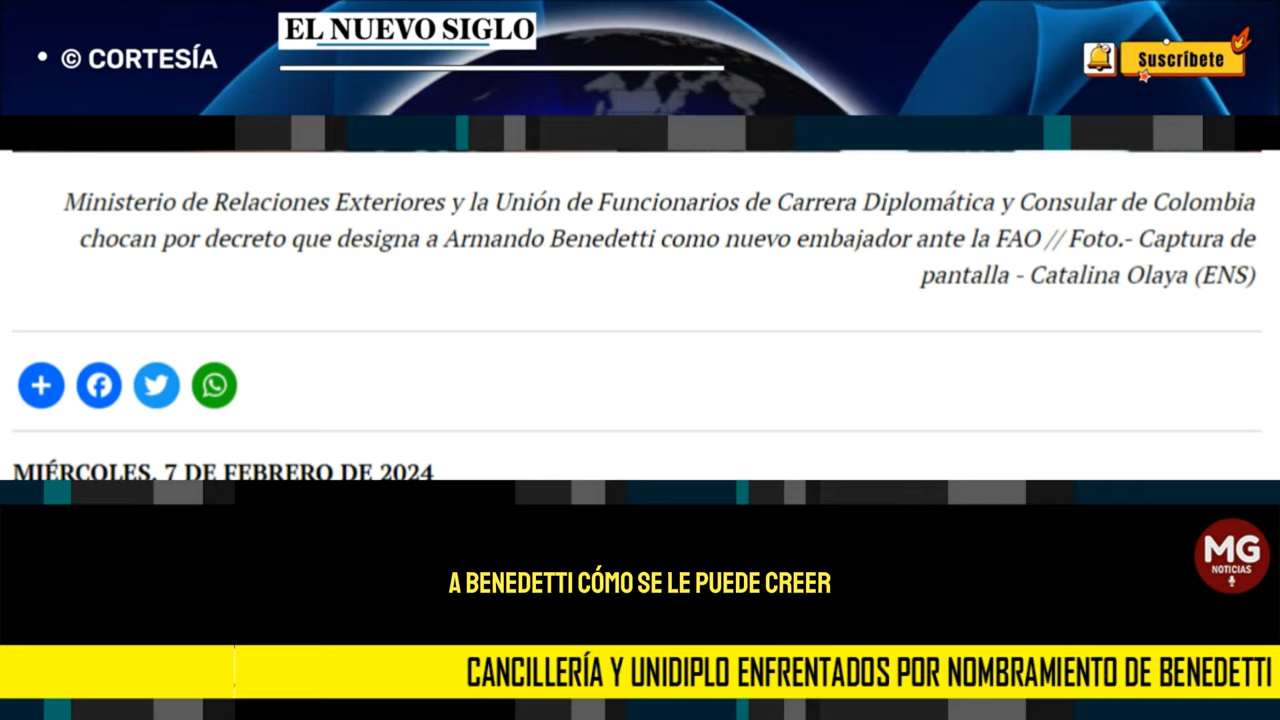 EL NUEVO SIGLO
• © CORTESÍA
Suscríbete
Ministerio de Relaciones Exteriores y la Unión de Funcionarios de Carrera Diplomática y Consular de Colombia
chocan por decreto que designa a Armando Benedetti como nuevo embajador ante la FAO // Foto.- Captura de
pantalla - Catalina Olaya (ENS)
MIÉRCOLES, 7 DE FEBRERO DE 2024
MG
NOTICIAS
A BENEDETTI CÓMO SE LE PUEDE CREER
CANCILLERÍA Y UNIDIPLO ENFRENTADOS POR NOMBRAMIENTO DE BENEDETTI